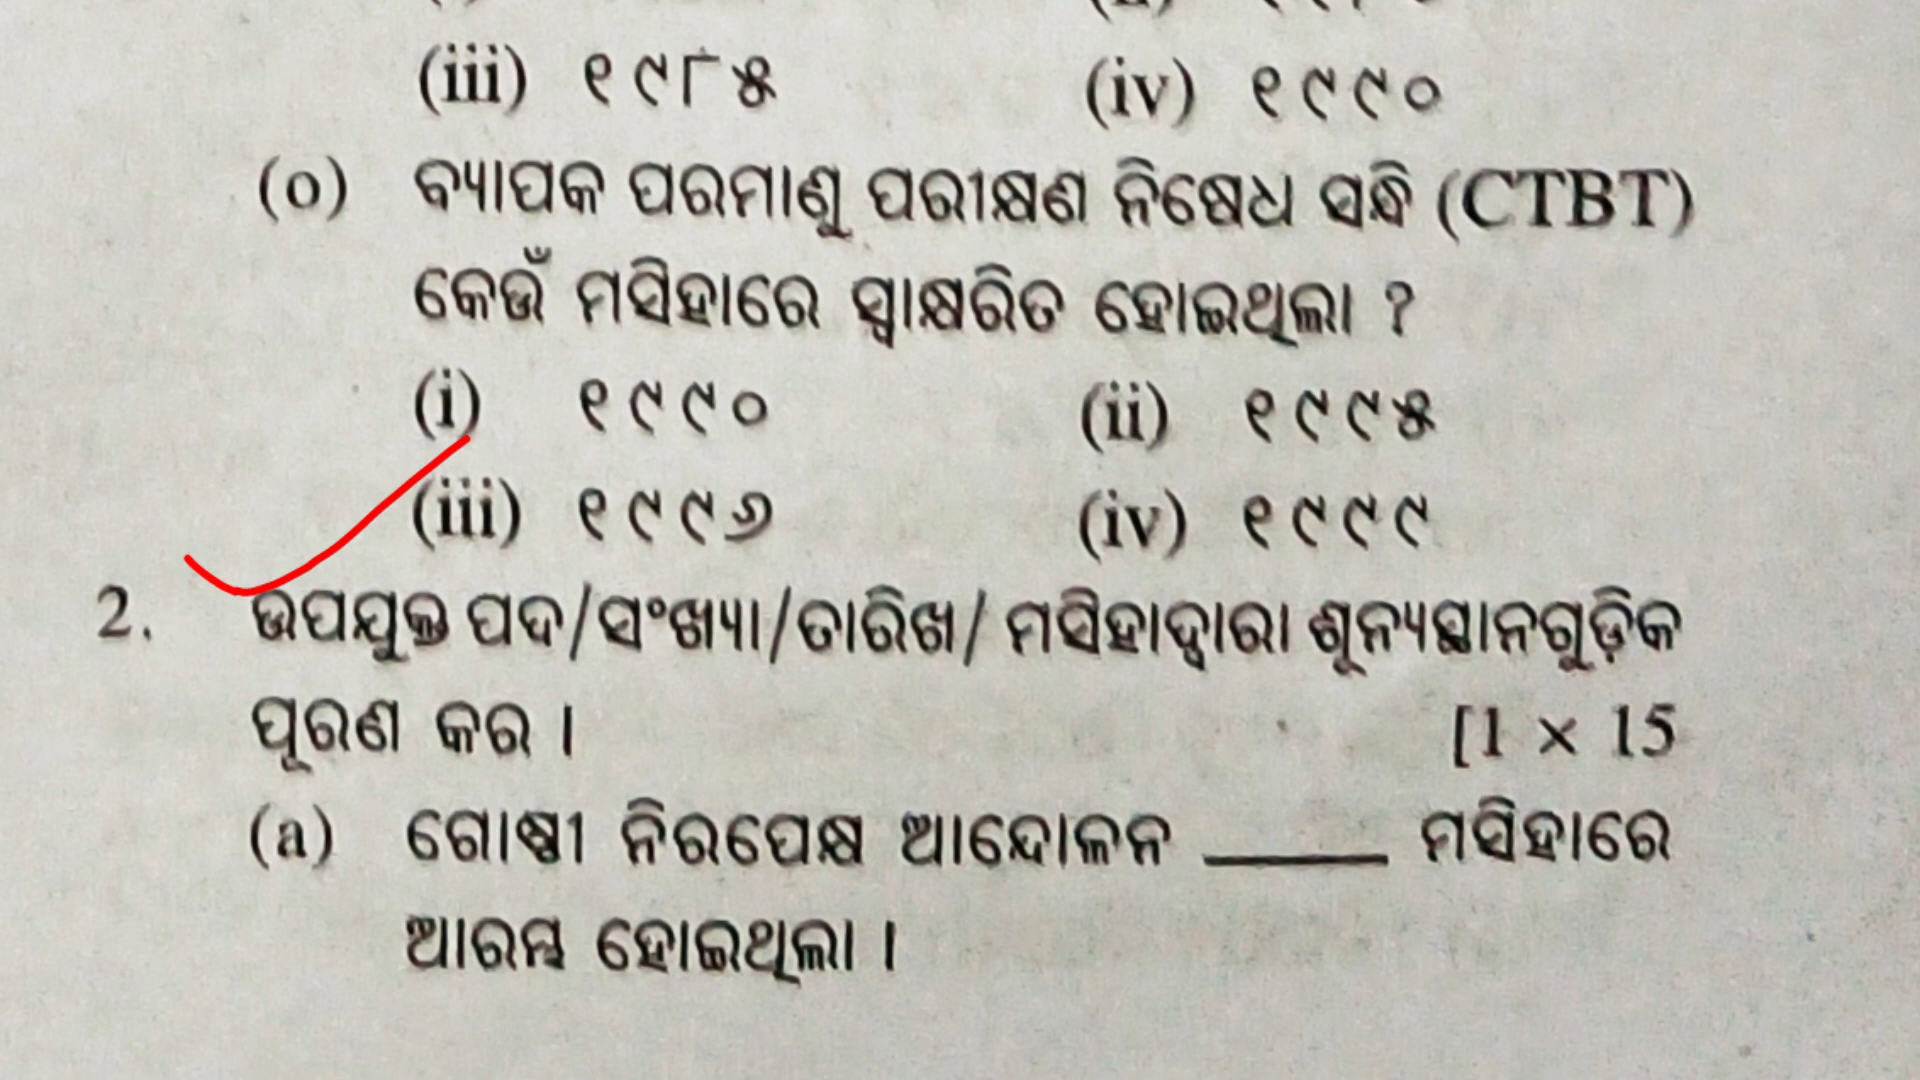 (iii) ୧୯୮୫ (iv) ୧୯୯୦
(o) ବ୍ୟାପକ ପରମାଣୁ ପରୀକ୍ଷଣ ନିଷେଧ ସନ୍ଧି (CTBT)
କେଉଁ ମସିହାରେ ସ୍ୱାକ୍ଷରିତ ହୋଇଥିଲା ?
(i) ୧୯୯୦ (ii) ୧୯୯୫
(iii) ୧୯୯୬ (iv) ୧୯୯୯
2. ଉପଯୁକ୍ତ ପଦ/ସଂଖ୍ୟା/ତାରିଖ/ ମସିହାଦ୍ୱାରା ଶୂନ୍ୟସ୍ଥାନଗୁଡ଼ିକ
ପୂରଣ କର । [1 × 15
(a) ଗୋଷ୍ଠୀ ନିରପେକ୍ଷ ଆନ୍ଦୋଳନ _____ ମସିହାରେ
ଆରମ୍ଭ ହୋଇଥିଲା ।